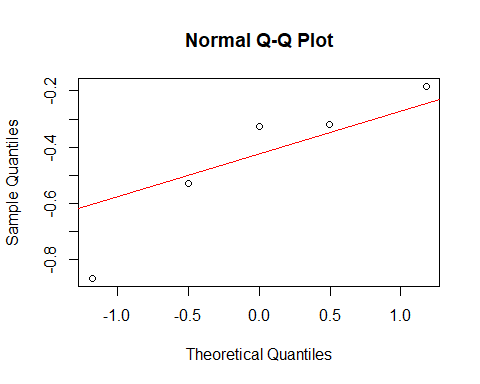 Normal Q-Q Plot
-0.2
-0.4
-0.6
-0.8
Sample Quantiles
-1.0 -0.5 0.0 0.5 1.0
Theoretical Quantiles